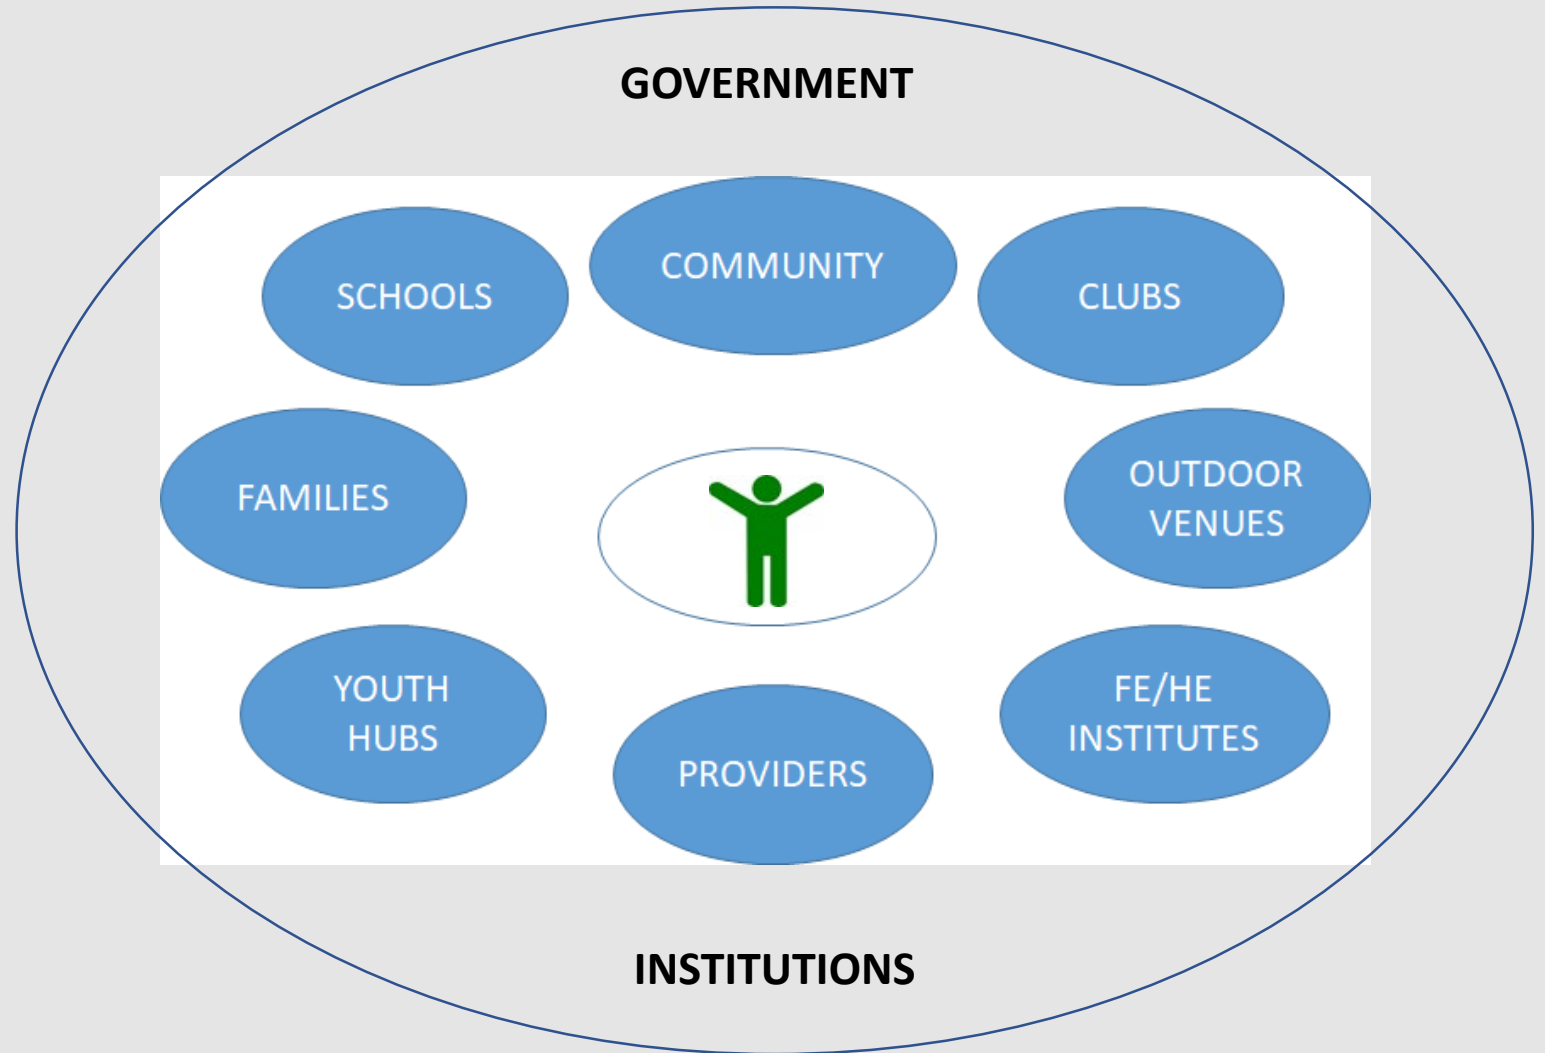 GOVERNMENT
COMMUNITY
SCHOOLS
CLUBS
FAMILIES
OUTDOOR
VENUES
YOUTH
HUBS
FE/HE
INSTITUTES
PROVIDERS
INSTITUTIONS